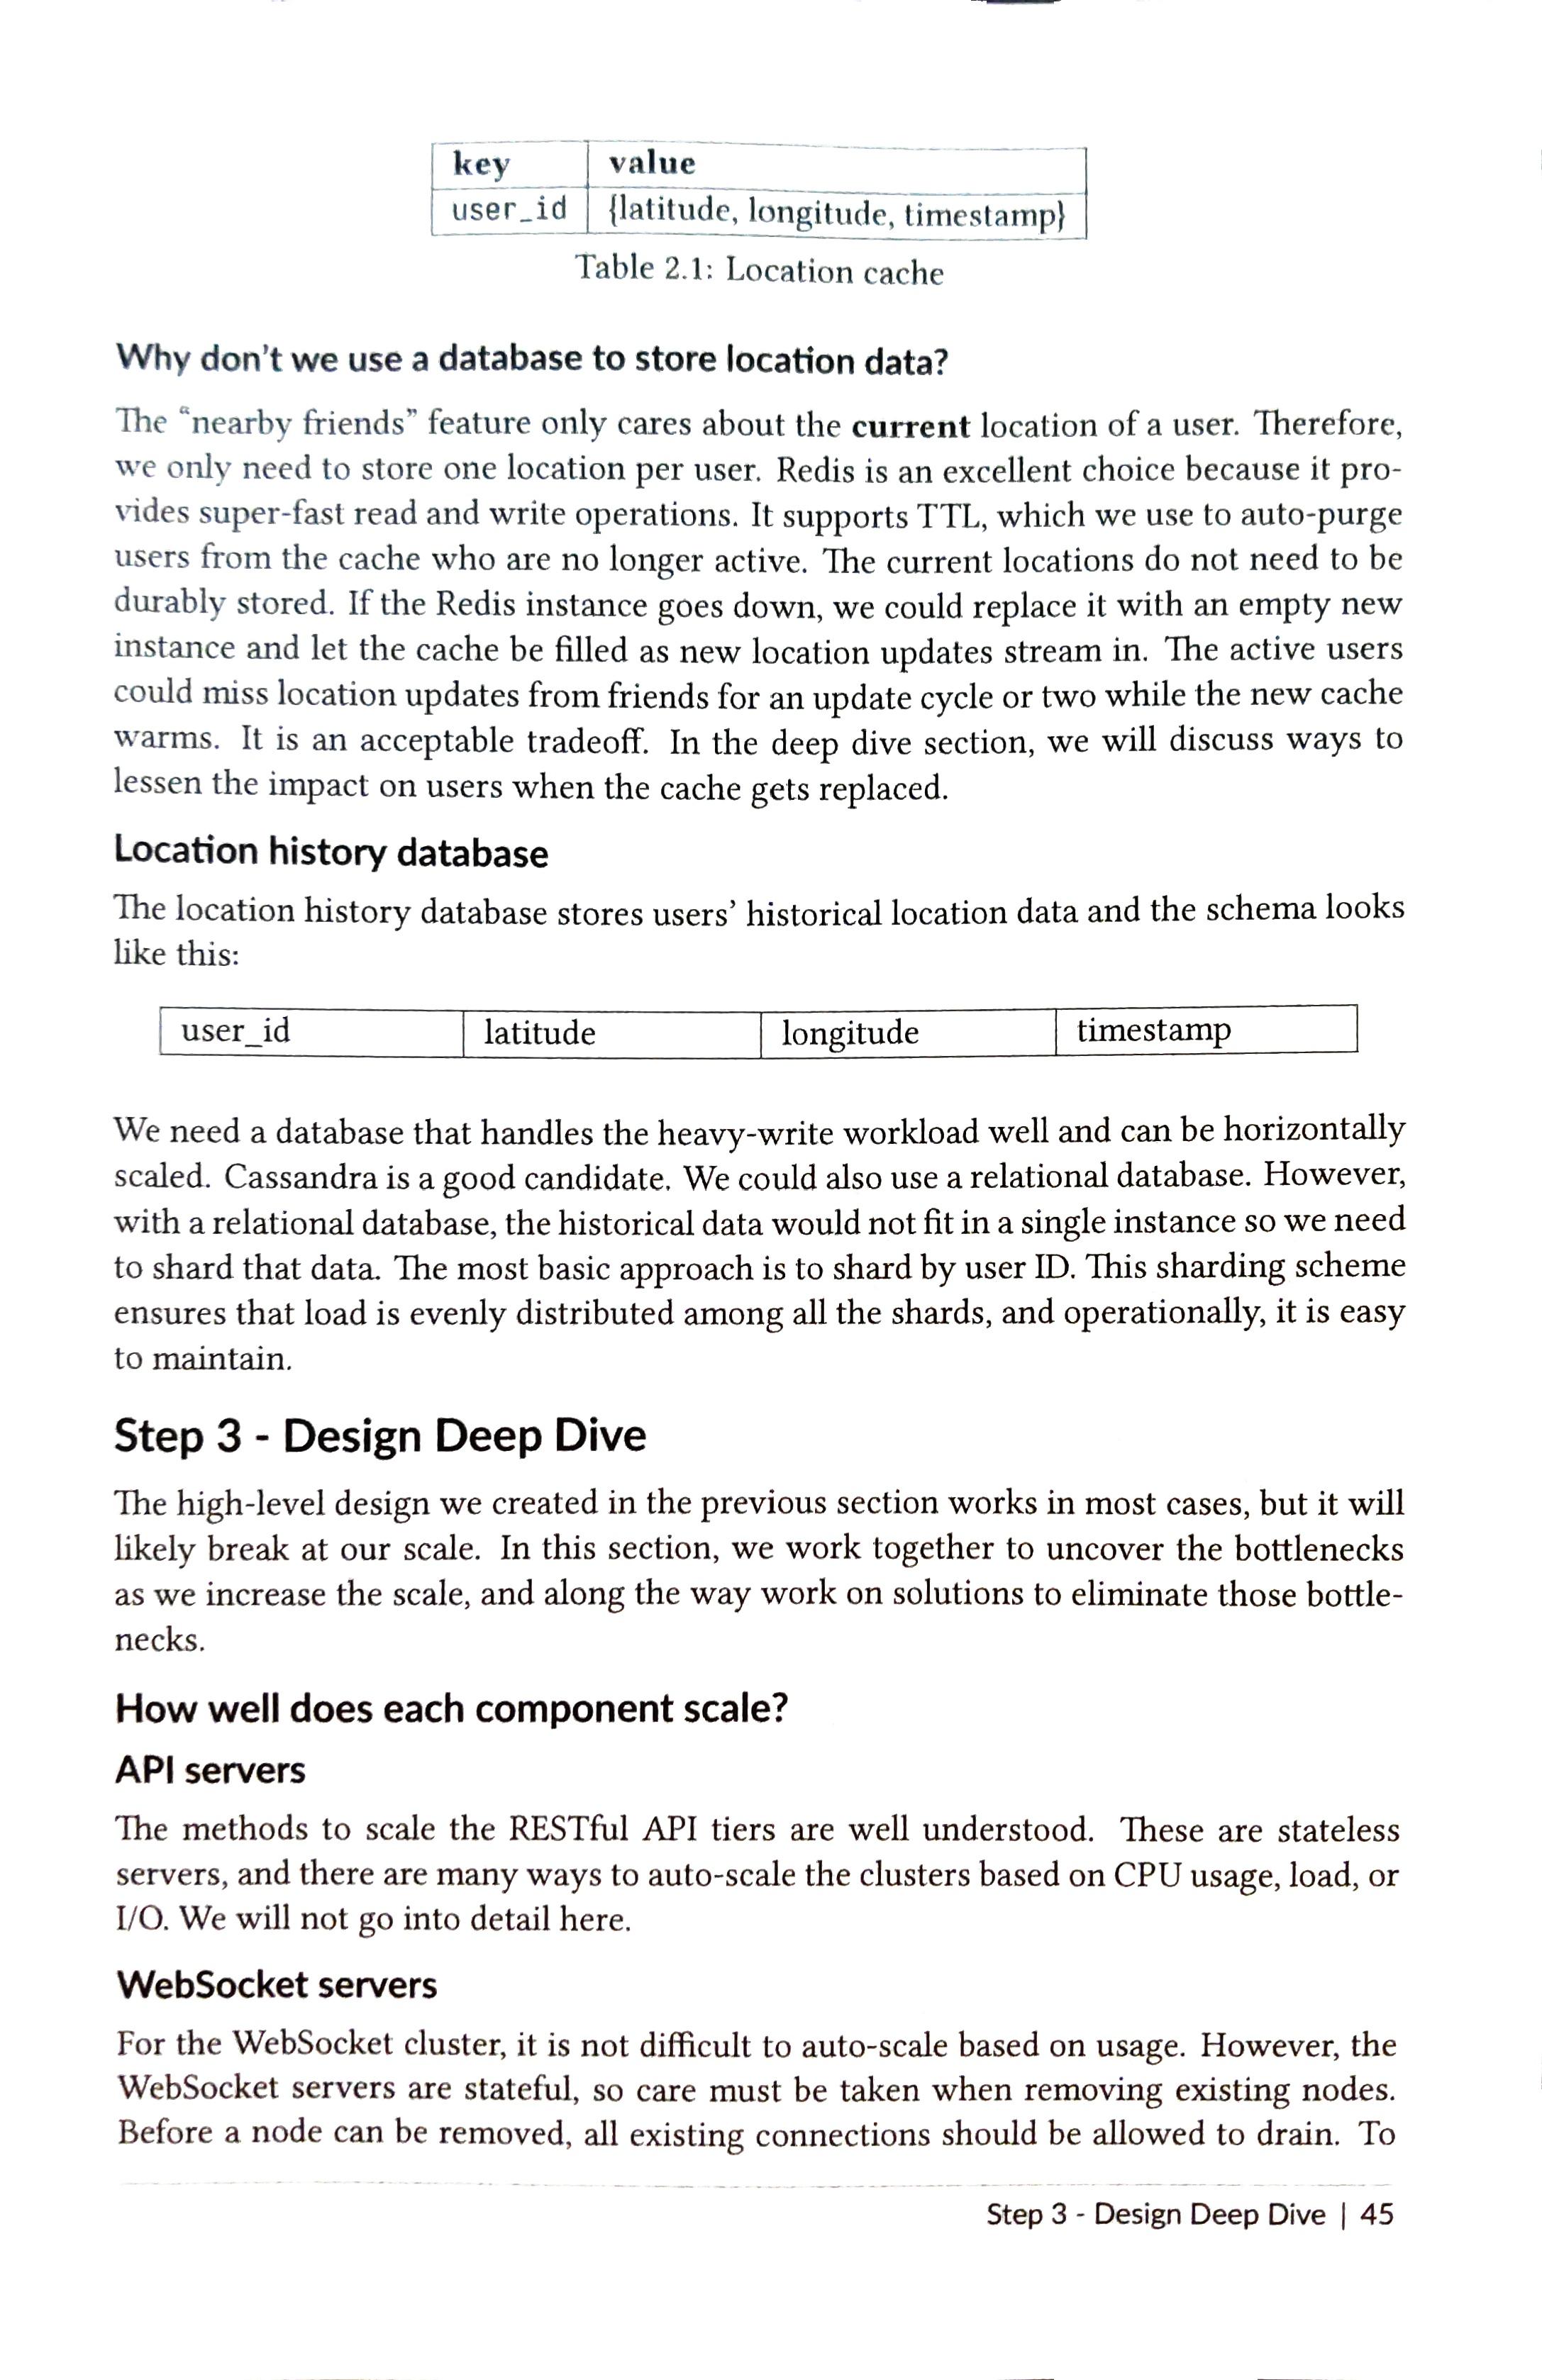 key value
user_id {latitude, longitude, timestamp}
Table 2.1: Location cache
Why don't we use a database to store location data?
The “nearby friends” feature only cares about the current location of a user. Therefore,
we only need to store one location per user. Redis is an excellent choice because it pro-
vides super-fast read and write operations. It supports TTL, which we use to auto-purge
users from the cache who are no longer active. The current locations do not need to be
durably stored. If the Redis instance goes down, we could replace it with an empty new
instance and let the cache be filled as new location updates stream in. The active users
could miss location updates from friends for an update cycle or two while the new cache
warms. It is an acceptable tradeoff. In the deep dive section, we will discuss ways to
lessen the impact on users when the cache gets replaced.
Location history database
The location history database stores users’ historical location data and the schema looks
like this:
user_id latitude longitude timestamp
We need a database that handles the heavy-write workload well and can be horizontally
scaled. Cassandra is a good candidate. We could also use a relational database. However,
with a relational database, the historical data would not fit in a single instance so we need
to shard that data. The most basic approach is to shard by user ID. This sharding scheme
ensures that load is evenly distributed among all the shards, and operationally, it is easy
to maintain.
Step 3 - Design Deep Dive
The high-level design we created in the previous section works in most cases, but it will
likely break at our scale. In this section, we work together to uncover the bottlenecks
as we increase the scale, and along the way work on solutions to eliminate those bottle-
necks.
How well does each component scale?
API servers
The methods to scale the RESTful API tiers are well understood. These are stateless
servers, and there are many ways to auto-scale the clusters based on CPU usage, load, or
I/O. We will not go into detail here.
WebSocket servers
For the WebSocket cluster, it is not difficult to auto-scale based on usage. However, the
WebSocket servers are stateful, so care must be taken when removing existing nodes.
Before a node can be removed, all existing connections should be allowed to drain. To
Step 3 - Design Deep Dive | 45